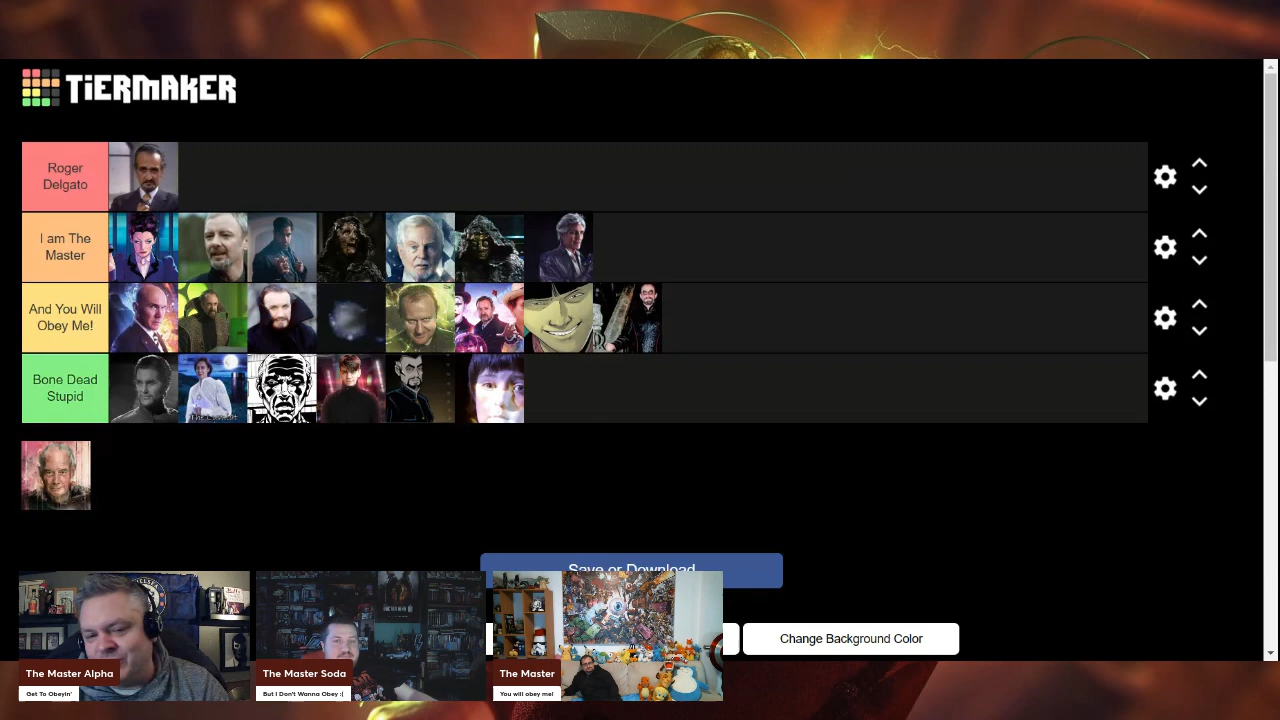 TiERMAKER
Roger
Delgato
I am The
Master
And You Will
Obey Me!
Bone Dead
Stupid
Save or Download
Change Background Color
The Master Alpha
Get To Obeyin'
The Master Soda
But I Don't Wanna Obey :(
The Master
You will obey me!